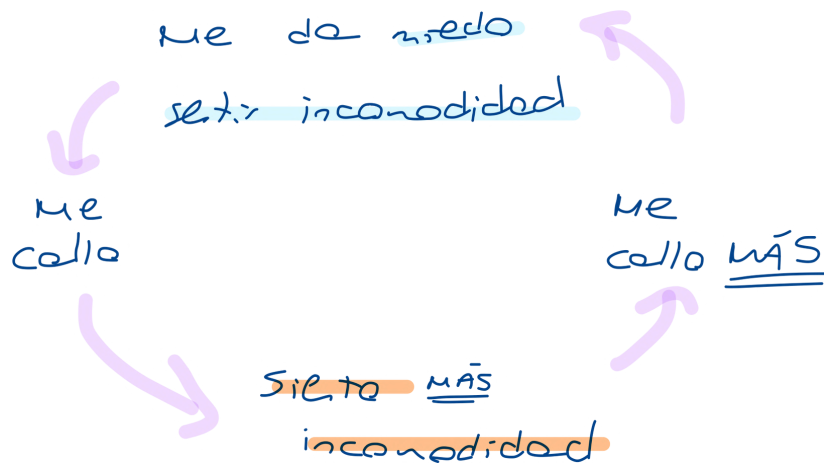 Me da miedo
sentir incomodidad
Me
callo
Siento MÁS
incomodidad
Me
callo MÁS